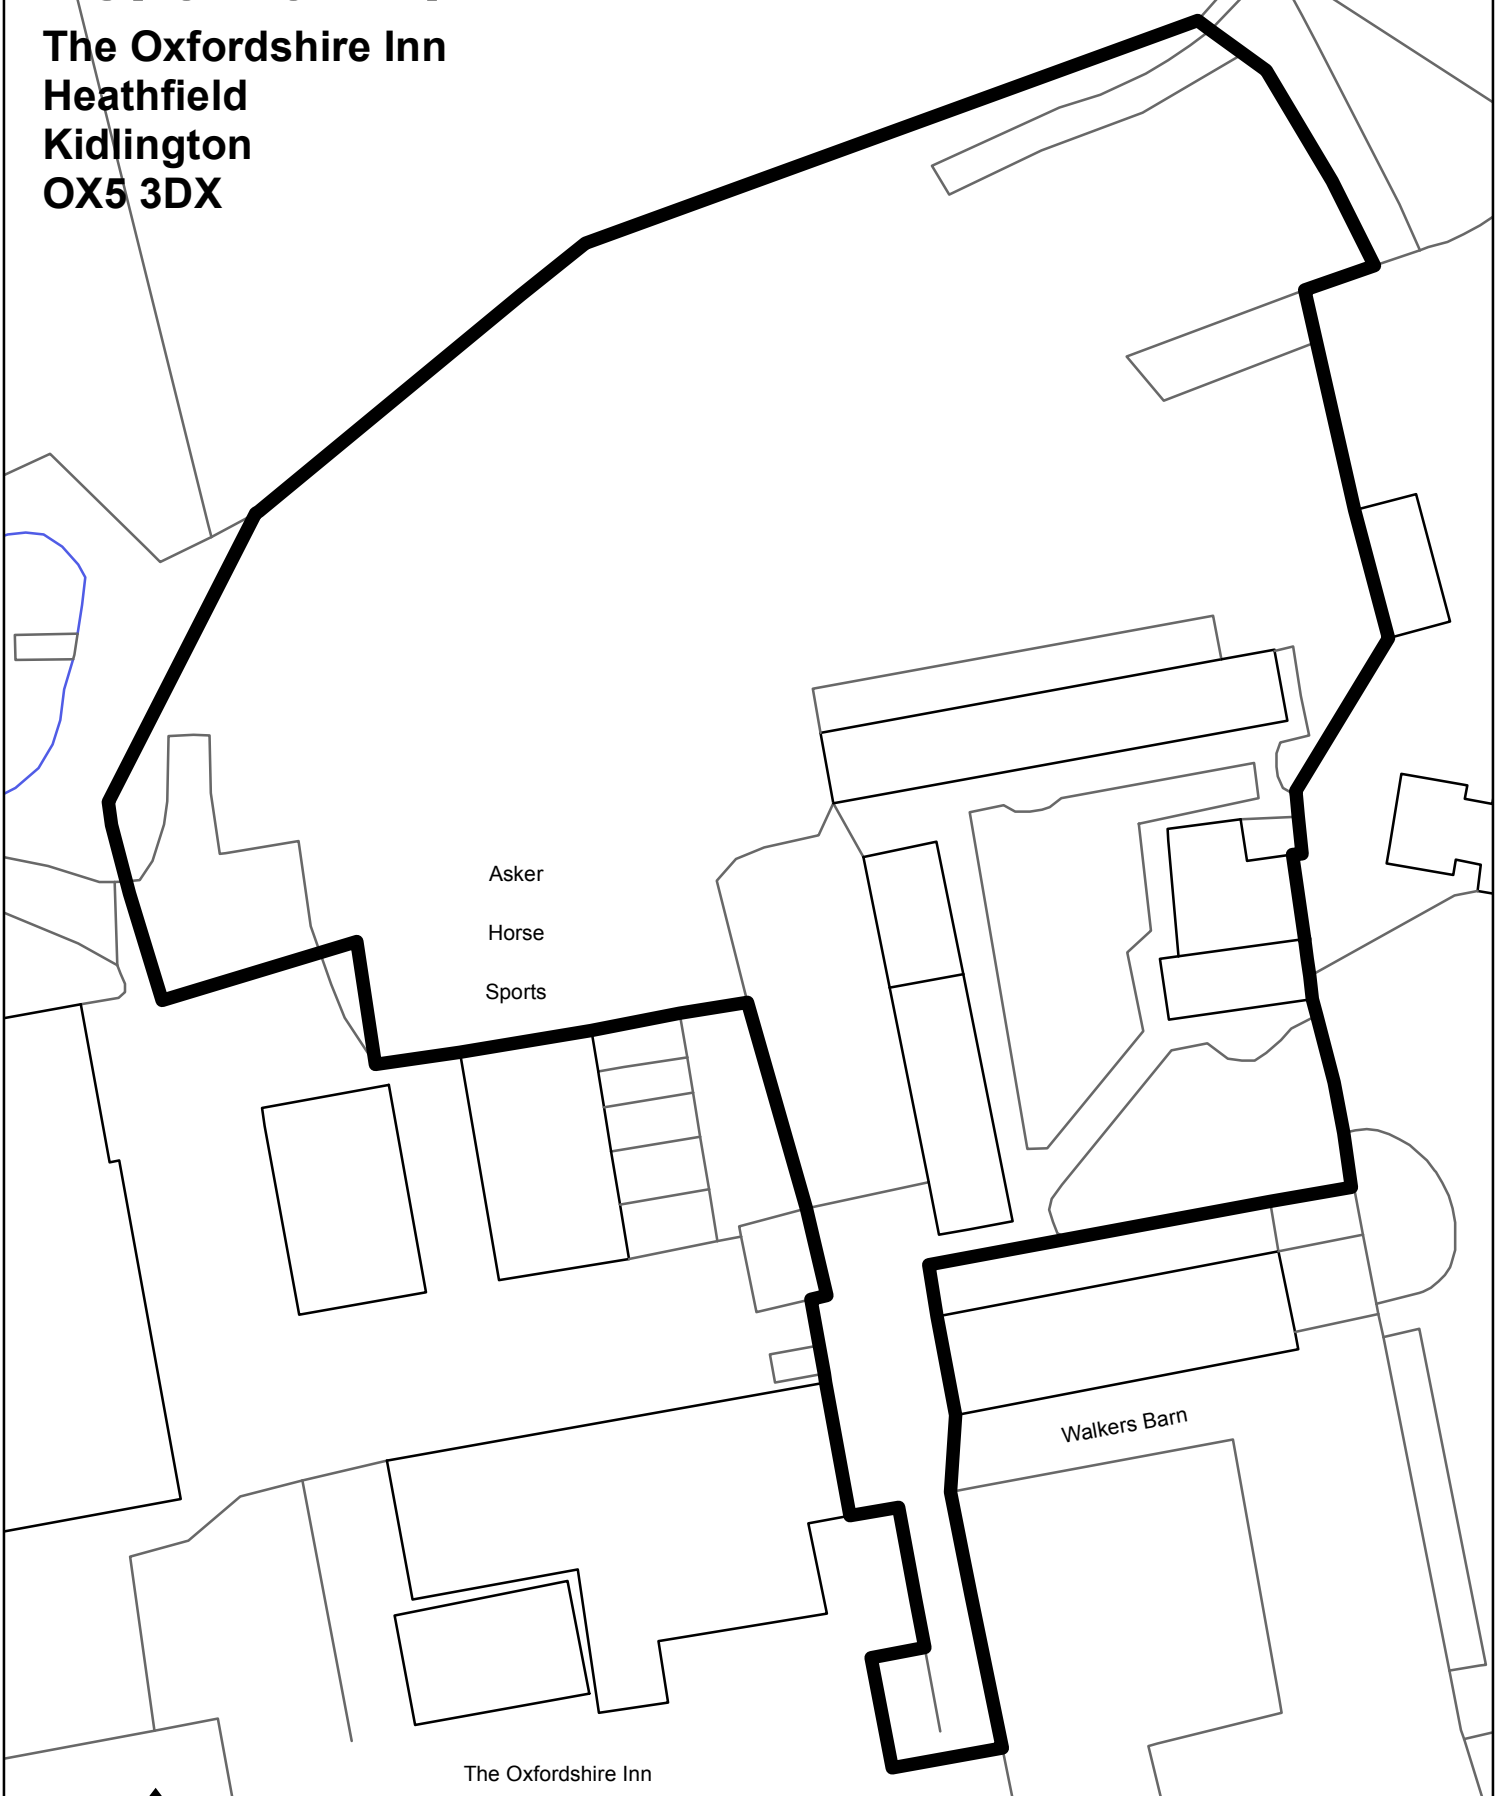 The Oxfordshire Inn
Heathfield
Kidlington
OX5 3DX
Asker
Horse
Sports
Walkers Barn
The Oxfordshire Inn